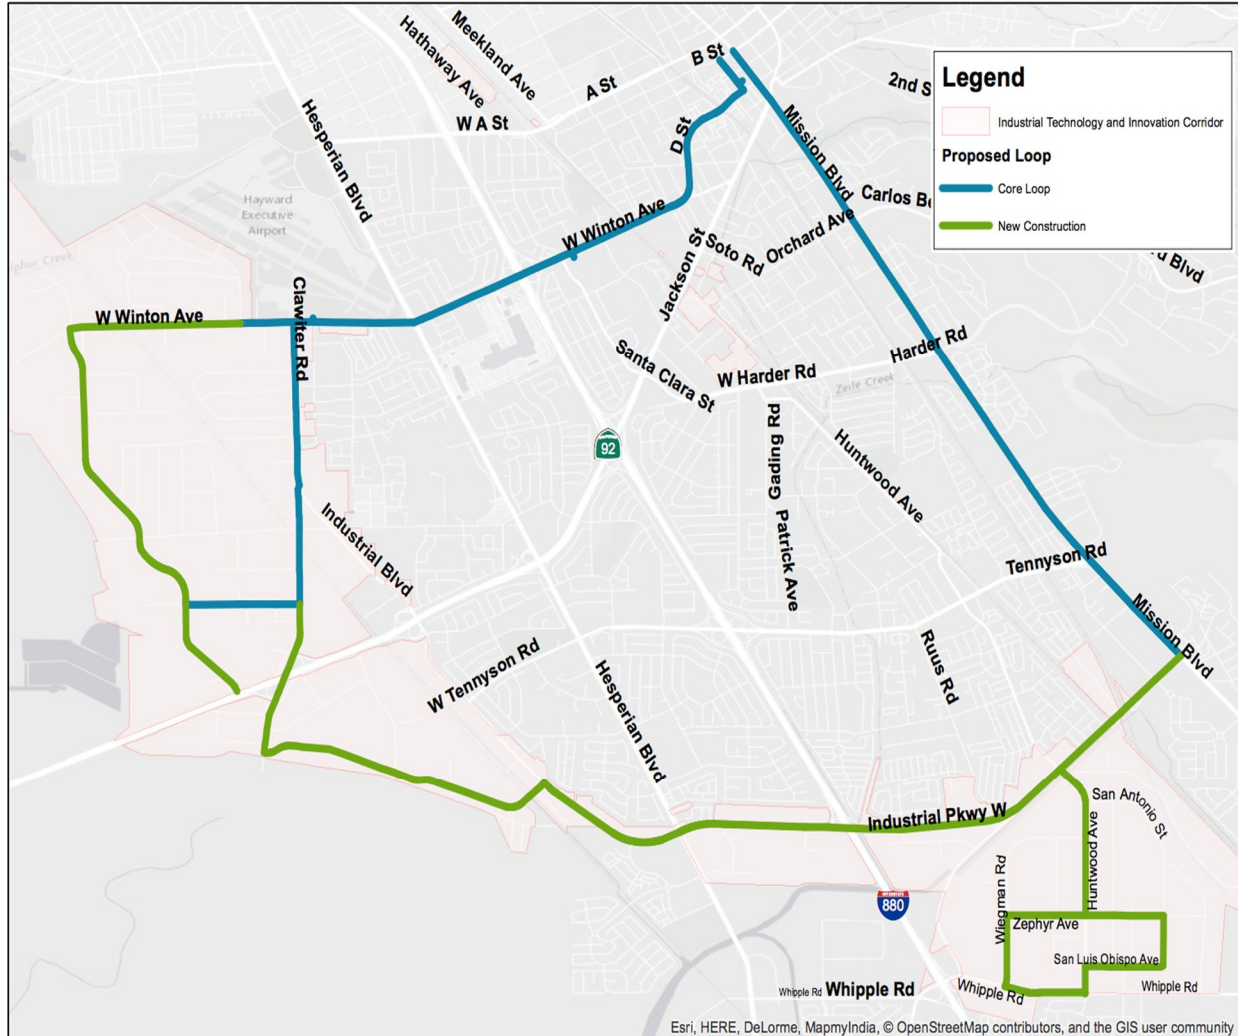 Meekland Ave
Hathaway Ave
B St
A St
2nd S
W A St
Hesperian Blvd
D St
Mission Blvd
Legend
Industrial Technology and Innovation Corridor
Proposed Loop
Core Loop
New Construction
Hayward
Executive
Airport
Carlos Be
W Winton Ave
Orchard Ave
Soto Rd
Jackson St
rd Blvd
phur Creek
Clawiter Rd
W Winton Ave
Santa Clara St
W Harder Rd
Harder Rd
Zeile Creek
92
Gading Rd
Huntwood Ave
Industrial Blvd
Patrick Ave
Tennyson Rd
Mission Blvd
W Tennyson Rd
Ruus Rd
Hesperian Blvd
Industrial Pkwy W
San Antonio St
Huntwood Ave
Wiegman Rd
INTERSTATE
880
Zephyr Ave
San Luis Obispo Ave
Whipple Rd
Whipple Rd
Whipple Rd
Whipple Rd
Esri, HERE, DeLorme, MapmyIndia, © OpenStreetMap contributors, and the GIS user community